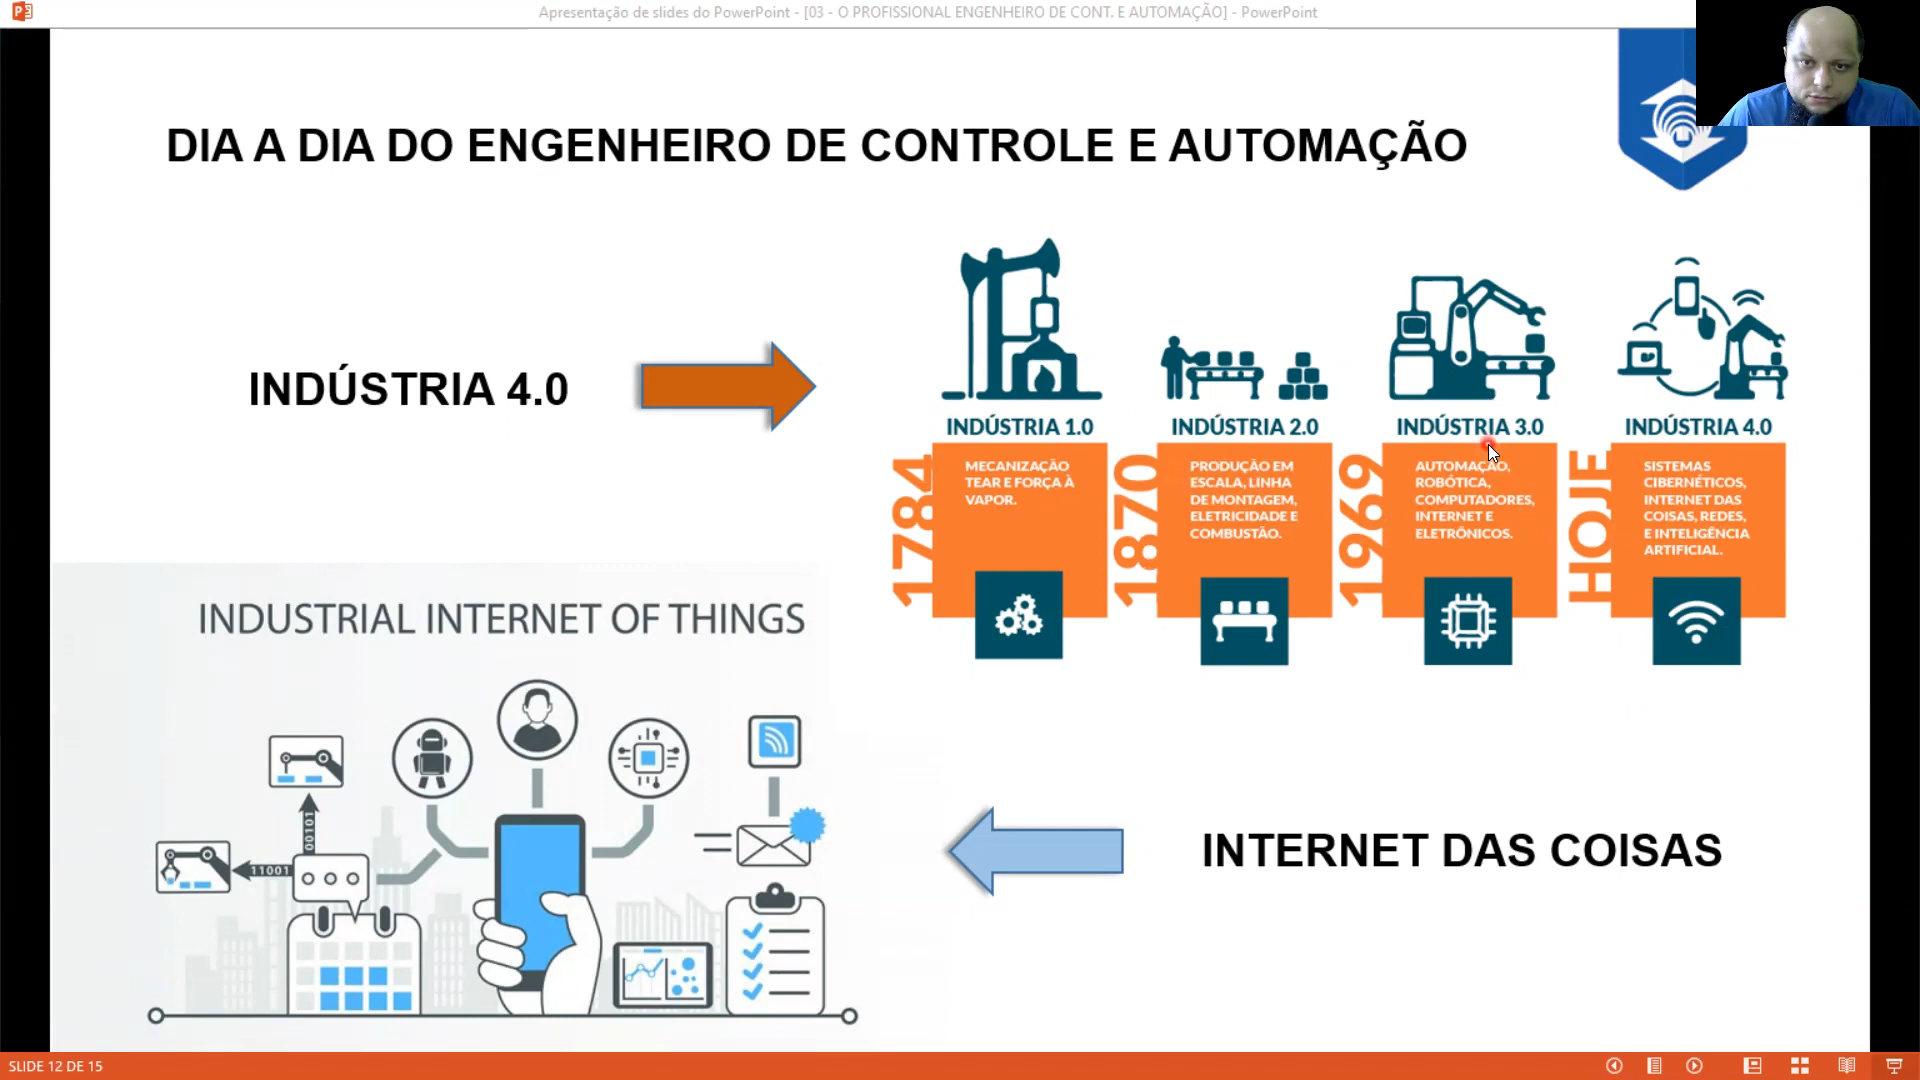 Apresentação de slides do PowerPoint - [03 - O PROFISSIONAL ENGENHEIRO DE CONT. E AUTOMAÇÃO] - PowerPoint
DIA A DIA DO ENGENHEIRO DE CONTROLE E AUTOMAÇÃO
INDÚSTRIA 4.0
INDÚSTRIA 1.0
1784
MECANIZAÇÃO
TEAR E FORÇA À
VAPOR.
INDÚSTRIA 2.0
1870
PRODUÇÃO EM
ESCALA, LINHA
DE MONTAGEM,
ELETRICIDADE E
COMBUSTÃO.
INDÚSTRIA 3.0
1969
AUTOMAÇÃO,
ROBÓTICA,
COMPUTADORES,
INTERNET E
ELETRÔNICOS.
INDÚSTRIA 4.0
HOJE
SISTEMAS
CIBERNÉTICOS,
INTERNET DAS
COISAS, REDES,
E INTELIGÊNCIA
ARTIFICIAL.
INDUSTRIAL INTERNET OF THINGS
00101
11001
INTERNET DAS COISAS
SLIDE 12 DE 15